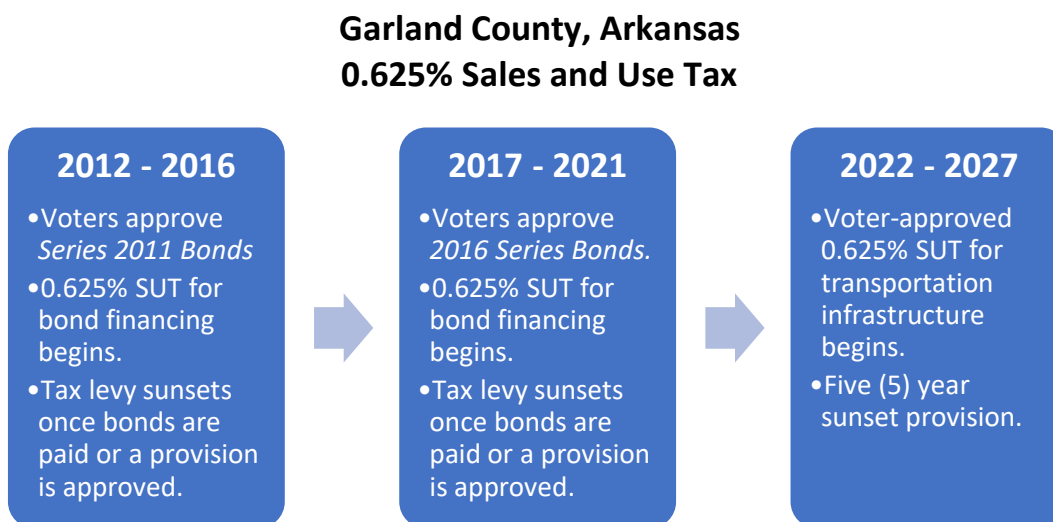 Garland County, Arkansas
0.625% Sales and Use Tax
2012 - 2016
•Voters approve
Series 2011 Bonds
•0.625% SUT for
bond financing
begins.
•Tax levy sunsets
once bonds are
paid or a provision
is approved.
2017 - 2021
•Voters approve
2016 Series Bonds.
•0.625% SUT for
bond financing
begins.
•Tax levy sunsets
once bonds are
paid or a provision
is approved.
2022 - 2027
•Voter-approved
0.625% SUT for
transportation
infrastructure
begins.
•Five (5) year
sunset provision.